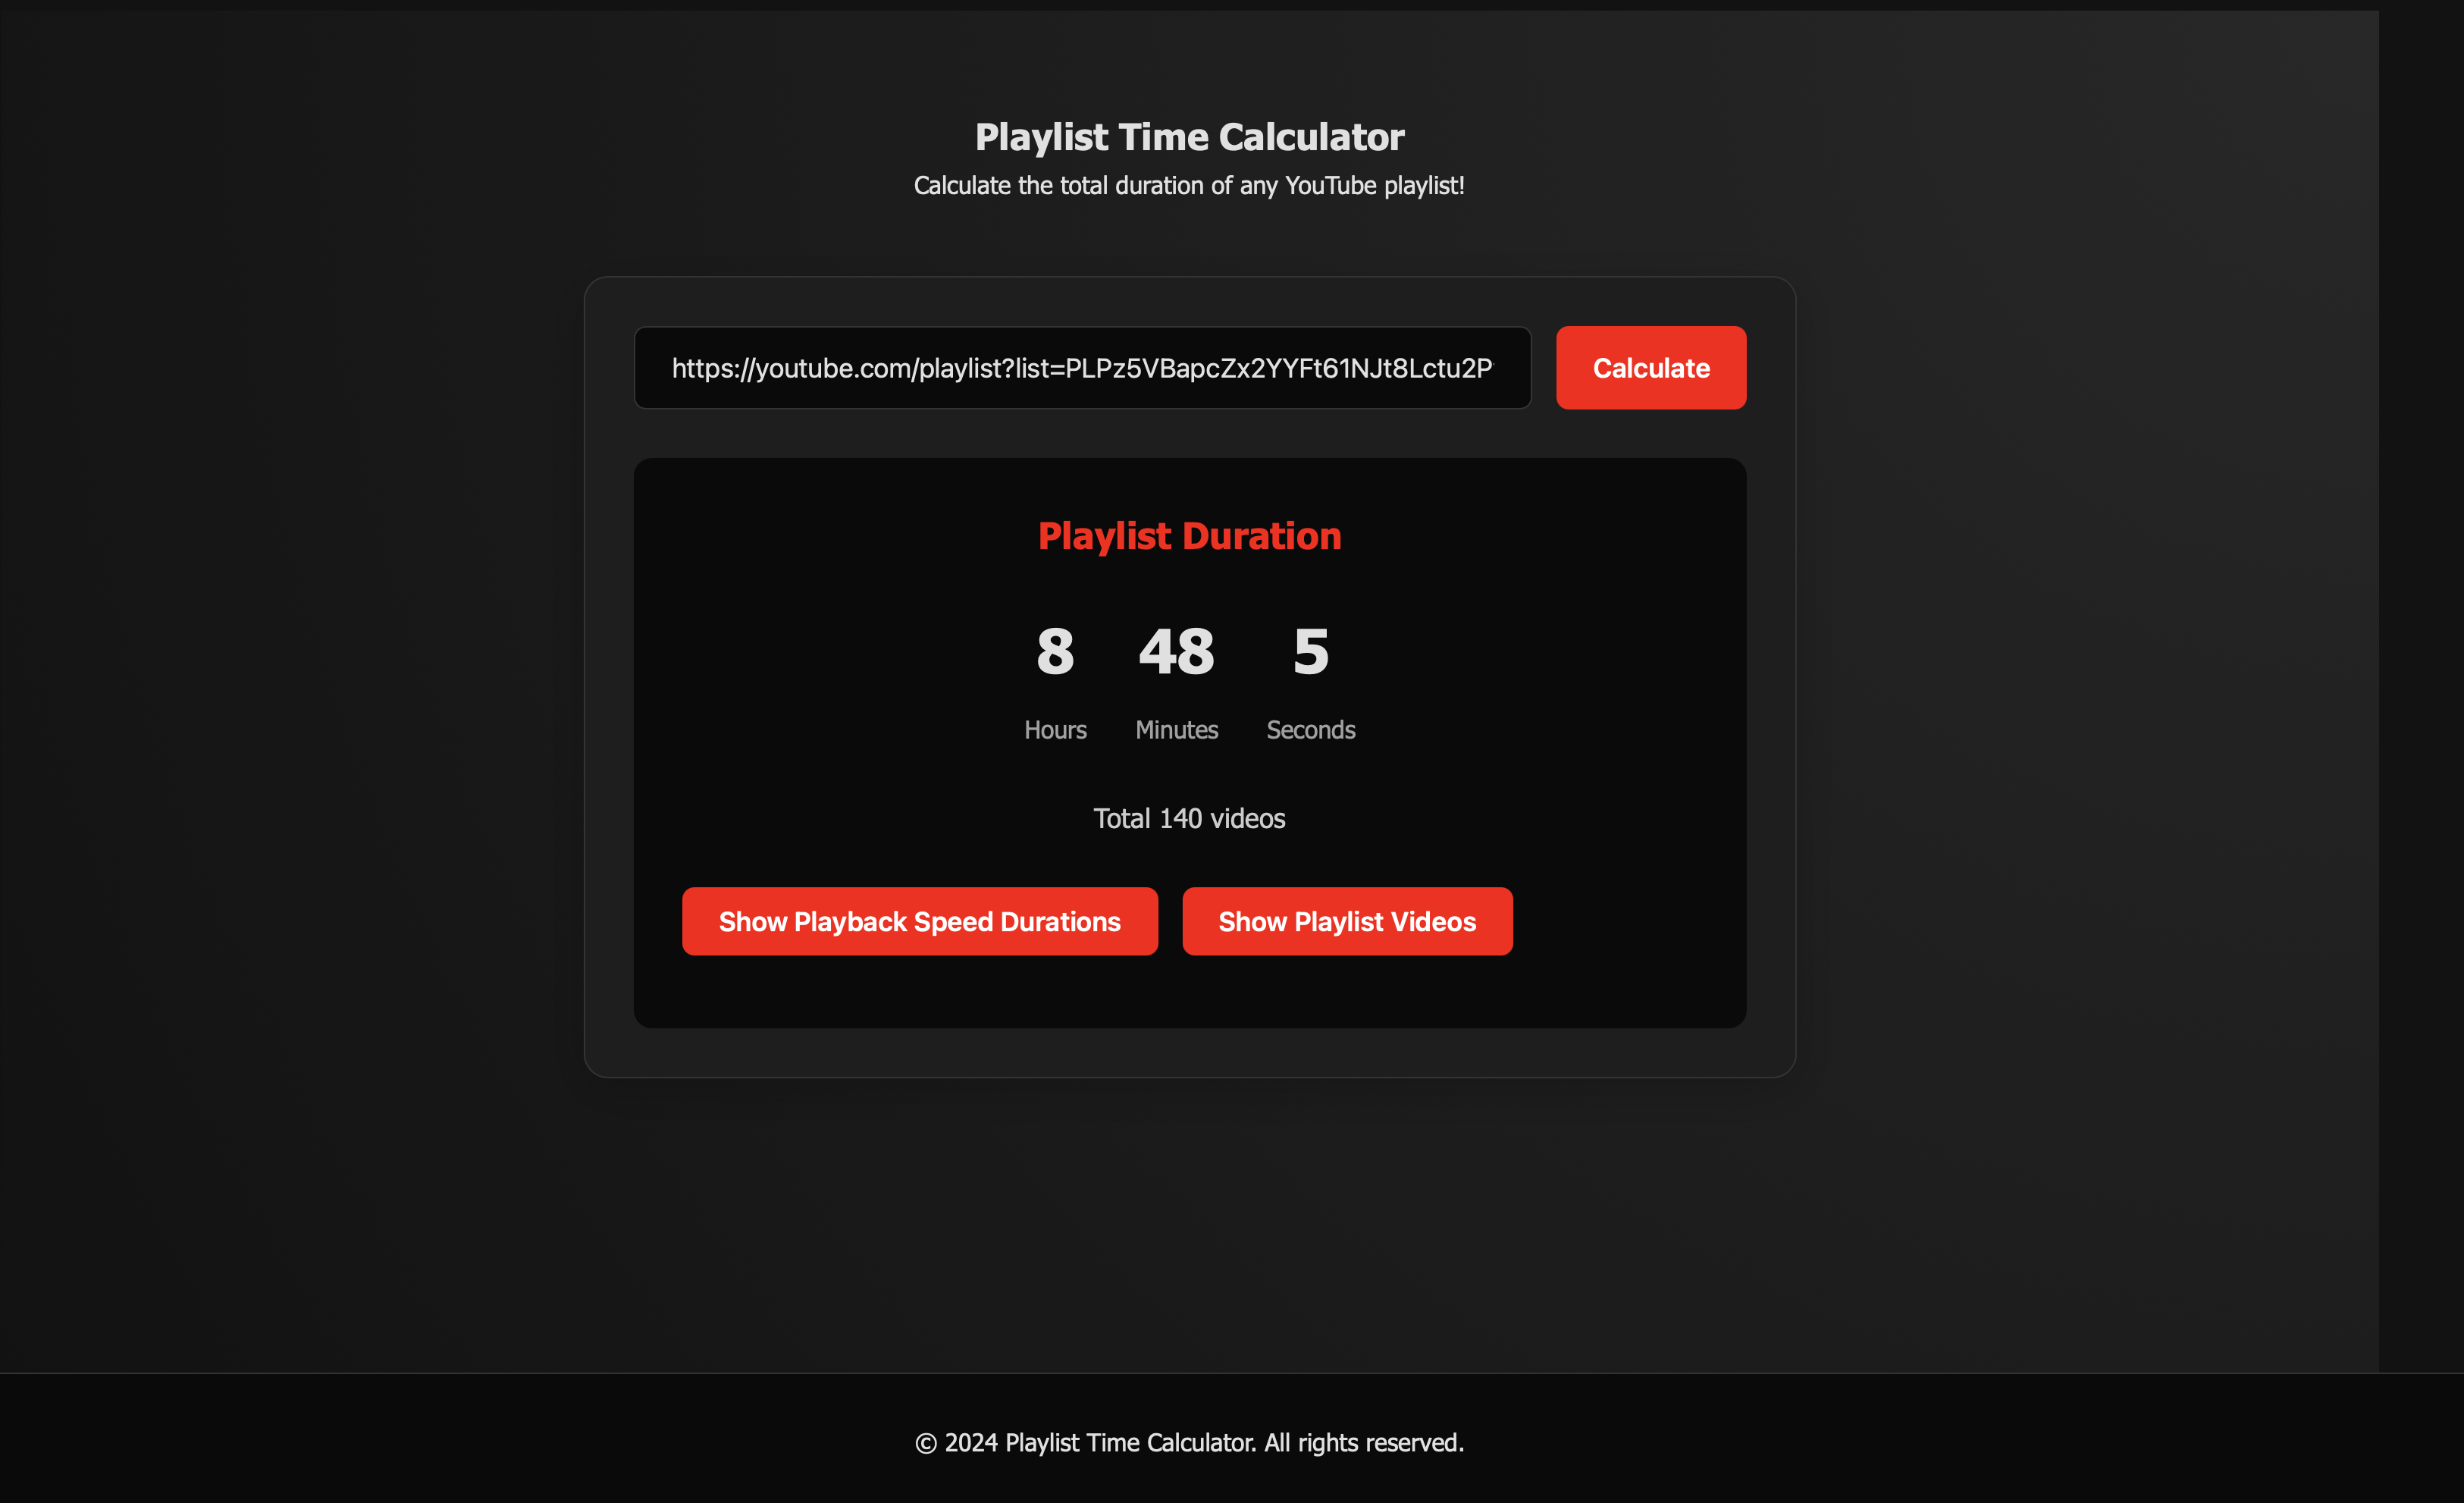 Playlist Time Calculator
Calculate the total duration of any YouTube playlist!
https://youtube.com/playlist?list=PLPz5VBapcZx2YYFt61NJt8Lctu2P
Calculate
Playlist Duration
8 48 5
Hours Minutes Seconds
Total 140 videos
Show Playback Speed Durations Show Playlist Videos
© 2024 Playlist Time Calculator. All rights reserved.